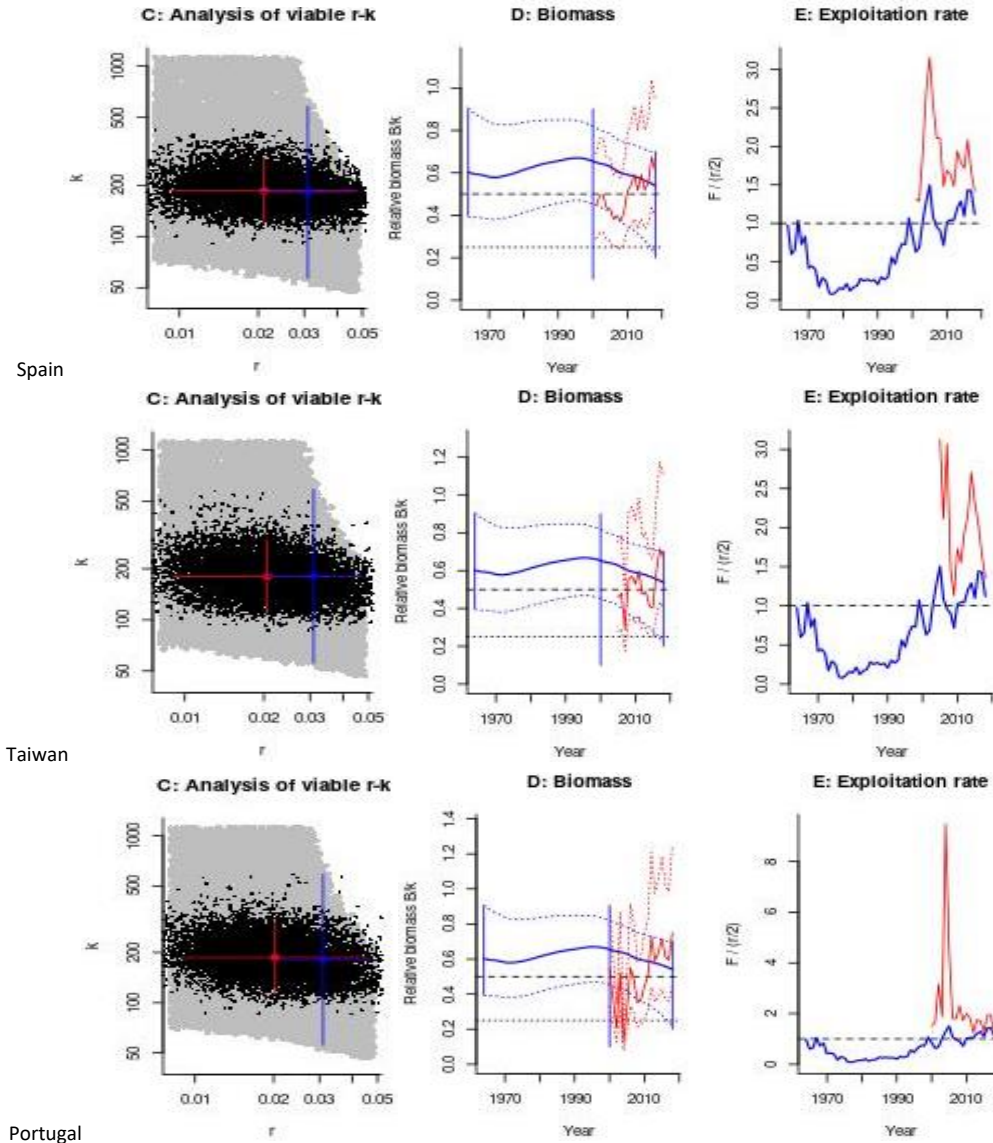 C: Analysis of viable r-k
D: Biomass
E: Exploitation rate
k
1000
500
200
100
50
0.01
0.02
0.03
0.05
r
Relative biomass B/k
1.0
0.8
0.6
0.4
0.2
0.0
1970
1990
2010
Year
F / (r/2)
3.0
2.5
2.0
1.5
1.0
0.5
0.0
1970
1990
2010
Year
Spain
C: Analysis of viable r-k
D: Biomass
E: Exploitation rate
k
1000
500
200
100
50
0.01
0.02
0.03
0.05
r
Relative biomass B/k
1.2
1.0
0.8
0.6
0.4
0.2
0.0
1970
1990
2010
Year
F / (r/2)
3.0
2.5
2.0
1.5
1.0
0.5
0.0
1970
1990
2010
Year
Taiwan
C: Analysis of viable r-k
D: Biomass
E: Exploitation rate
k
1000
500
200
100
50
0.01
0.02
0.03
0.05
r
Relative biomass B/k
1.4
1.2
1.0
0.8
0.6
0.4
0.2
0.0
1970
1990
2010
Year
F / (r/2)
8
6
4
2
0
1970
1990
2010
Year
Portugal